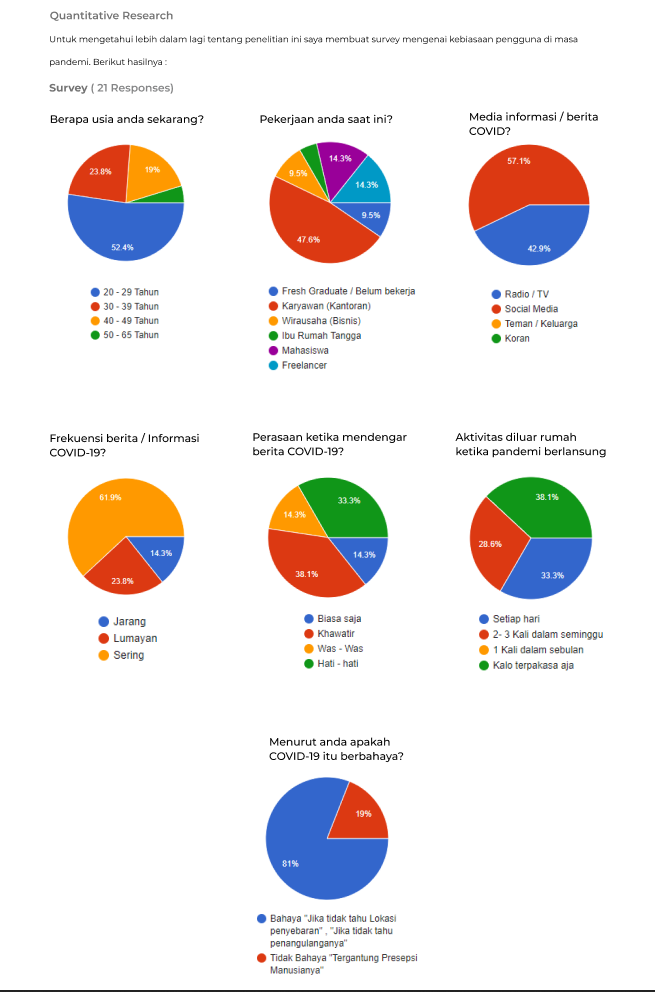 Quantitative Research
Untuk mengetahui lebih dalam lagi tentang penelitian ini saya membuat survey mengenai kebiasaan pengguna di masa
pandemi. Berikut hasilnya :
Survey ( 21 Responses)
Berapa usia anda sekarang?
23.8%
19%
52.4%
20 - 29 Tahun
30 - 39 Tahun
40 - 49 Tahun
50 - 65 Tahun
Pekerjaan anda saat ini?
14.3%
9.5%
14.3%
9.5%
47.6%
Fresh Graduate / Belum bekerja
Karyawan (Kantoran)
Wirausaha (Bisnis)
Ibu Rumah Tangga
Mahasiswa
Freelancer
Media informasi / berita
COVID?
57.1%
42.9%
Radio / TV
Social Media
Teman / Keluarga
Koran
Frekuensi berita / Informasi
COVID-19?
61.9%
14.3%
23.8%
Jarang
Lumayan
Sering
Perasaan ketika mendengar
berita COVID-19?
33.3%
14.3%
14.3%
38.1%
Biasa saja
Khawatir
Was - Was
Hati - hati
Aktivitas diluar rumah
ketika pandemi berlansung
38.1%
28.6%
33.3%
Setiap hari
2- 3 Kali dalam seminggu
1 Kali dalam sebulan
Kalo terpakasa aja
Menurut anda apakah
COVID-19 itu berbahaya?
19%
81%
Bahaya "Jika tidak tahu Lokasi
penyebaran" , "Jika tidak tahu
penangulanganya"
Tidak Bahaya "Tergantung Presepsi
Manusianya"